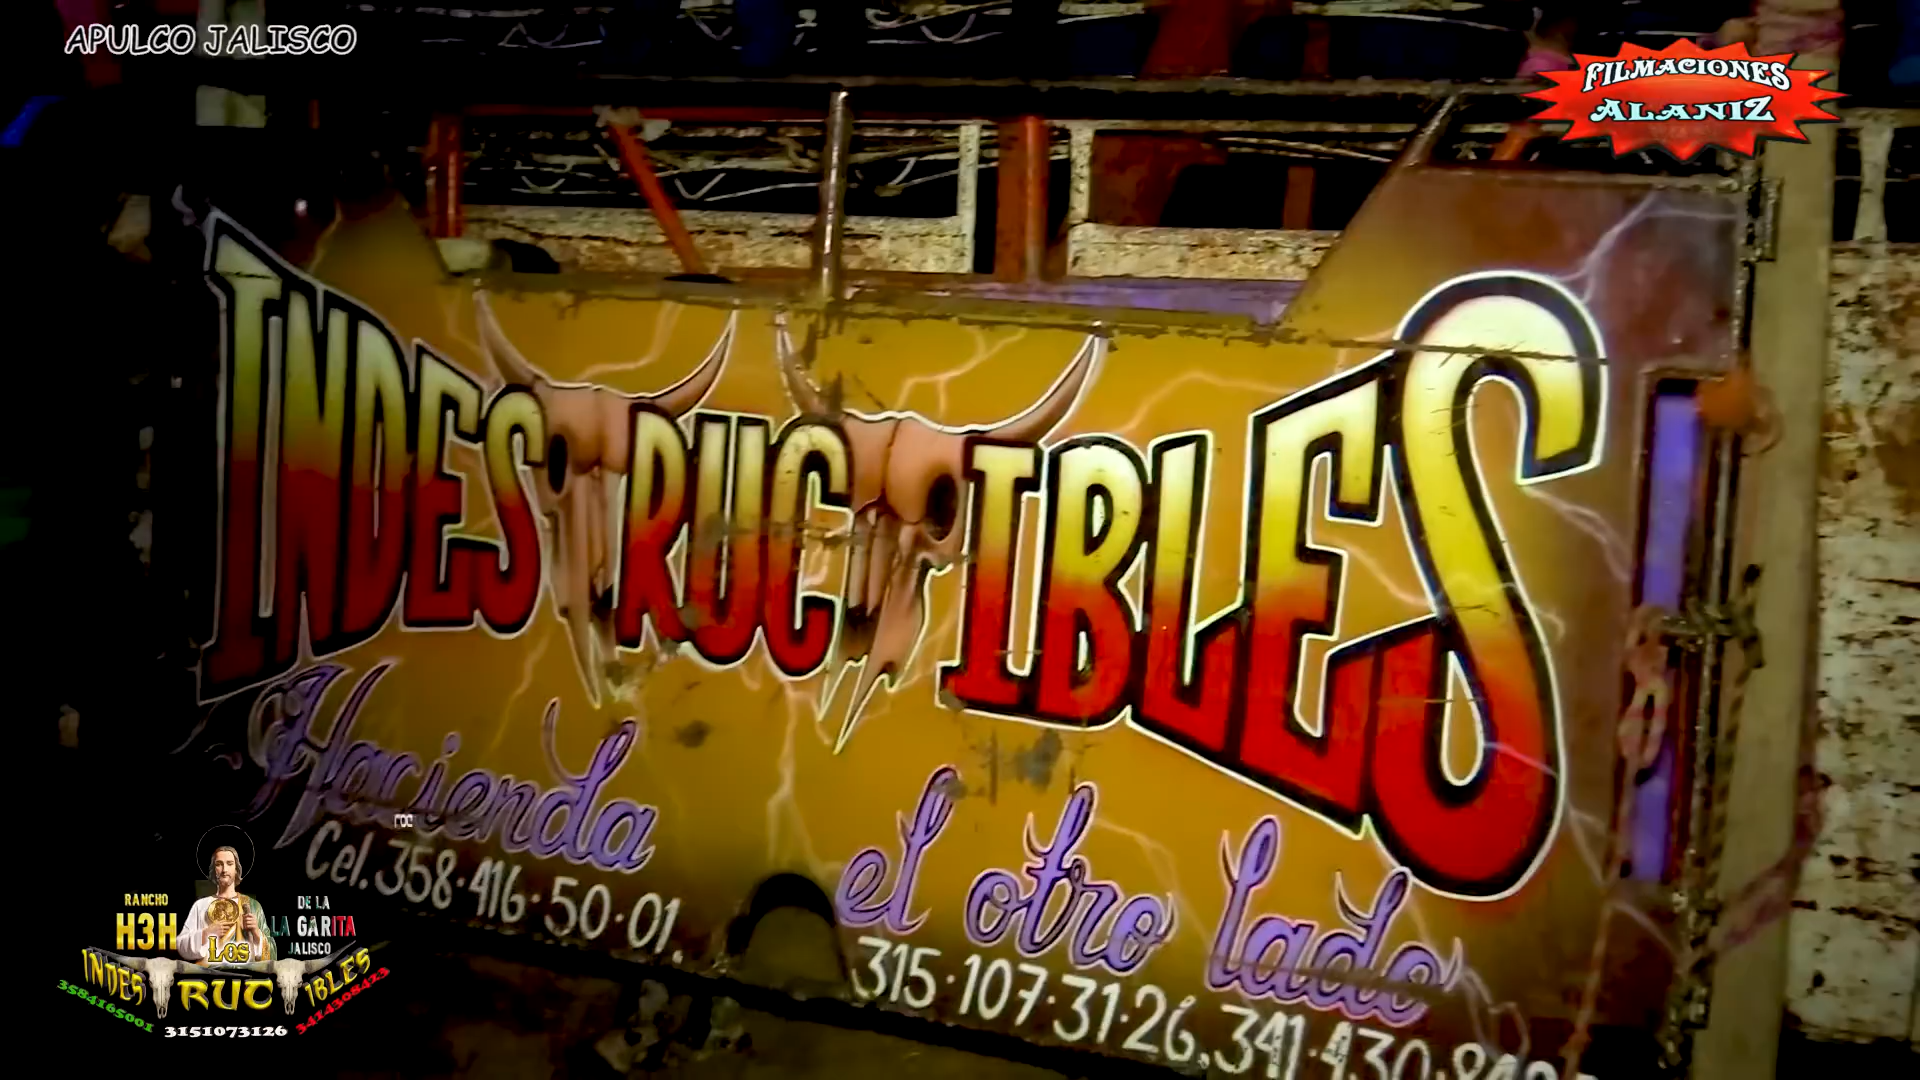 APULCO JALISCO
FILMACIONES
ALANIZ
INDESTRUCTIBLES
Hacienda el otro lado
Cel. 358·416·50·01.
315·107·31·26, 341·430·84
RANCHO
H3H
DE LA
LA GARITA
JALISCO
Los
INDESTRUCTIBLES
3584165001
3151073126
3414308423